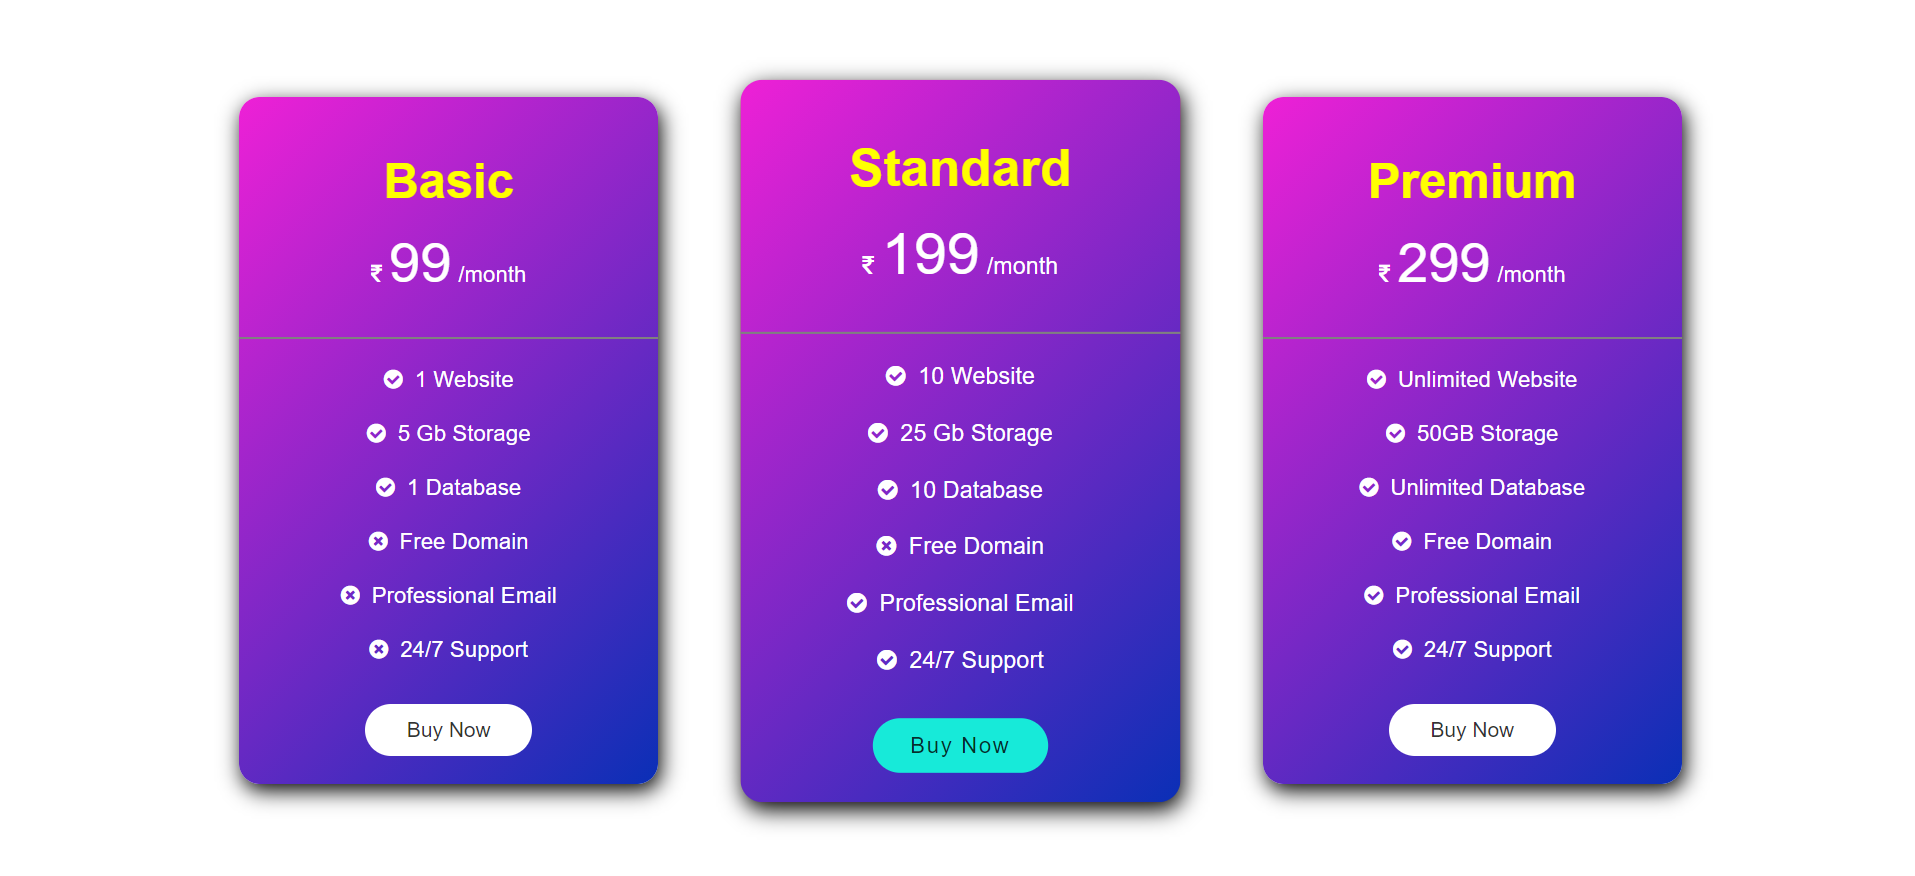 Basic
₹ 99 /month
1 Website
5 Gb Storage
1 Database
Free Domain
Professional Email
24/7 Support
Buy Now
Standard
₹ 199 /month
10 Website
25 Gb Storage
10 Database
Free Domain
Professional Email
24/7 Support
Buy Now
Premium
₹ 299 /month
Unlimited Website
50GB Storage
Unlimited Database
Free Domain
Professional Email
24/7 Support
Buy Now